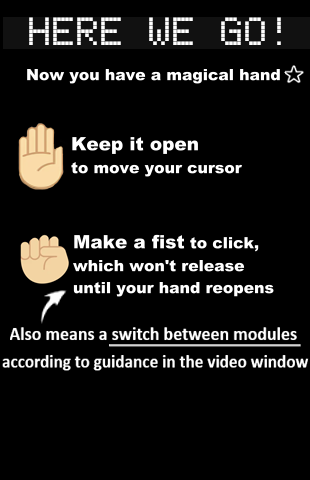 HERE WE GO!
Now you have a magical hand
Keep it open
to move your cursor
Make a fist to click,
which won't release
until your hand reopens
Also means a switch between modules
according to guidance in the video window